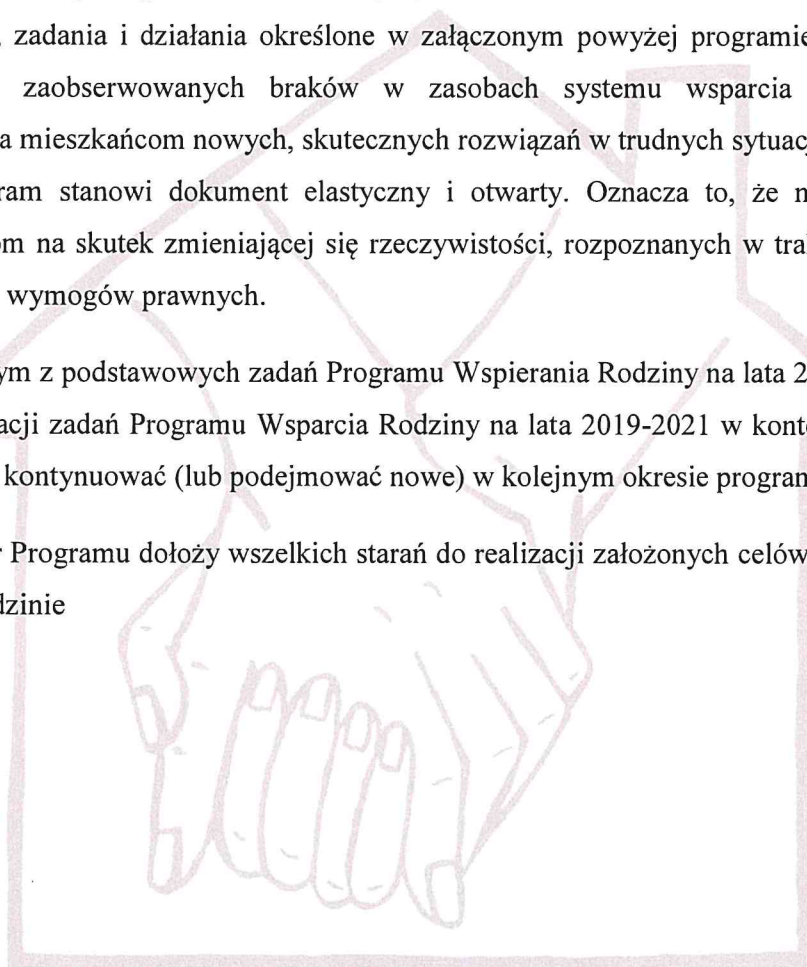 , zadania i działania określone w załączonym powyżej programie
zaobserwowanych braków w zasobach systemu wsparcia
a mieszkańcom nowych, skutecznych rozwiązań w trudnych sytuacj
ram stanowi dokument elastyczny i otwarty. Oznacza to, że m
om na skutek zmieniającej się rzeczywistości, rozpoznanych w trak
wymogów prawnych.
ym z podstawowych zadań Programu Wspierania Rodziny na lata 2
acji zadań Programu Wsparcia Rodziny na lata 2019-2021 w konte
kontynuować (lub podejmować nowe) w kolejnym okresie program
r Programu dołoży wszelkich starań do realizacji założonych celów
dzinie